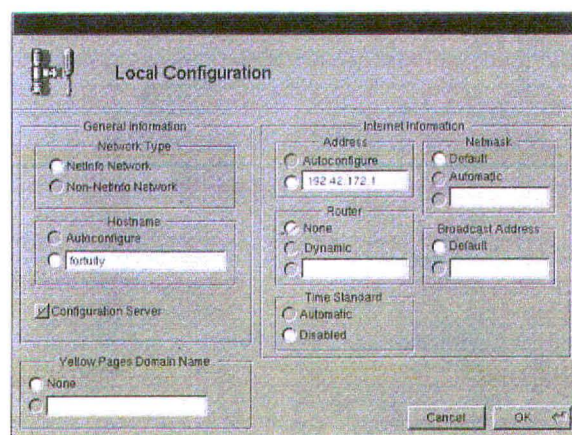 Local Configuration
General Information
Network Type
NetInfo Network
Non-NetInfo Network
Hostname
Autoconfigure
fortuity
Configuration Server
Yellow Pages Domain Name
None
Internet Information
Address
Autoconfigure
192.42.172.1
Router
None
Dynamic
Time Standard
Automatic
Disabled
Netmask
Default
Automatic
Broadcast Address
Default
Cancel
OK